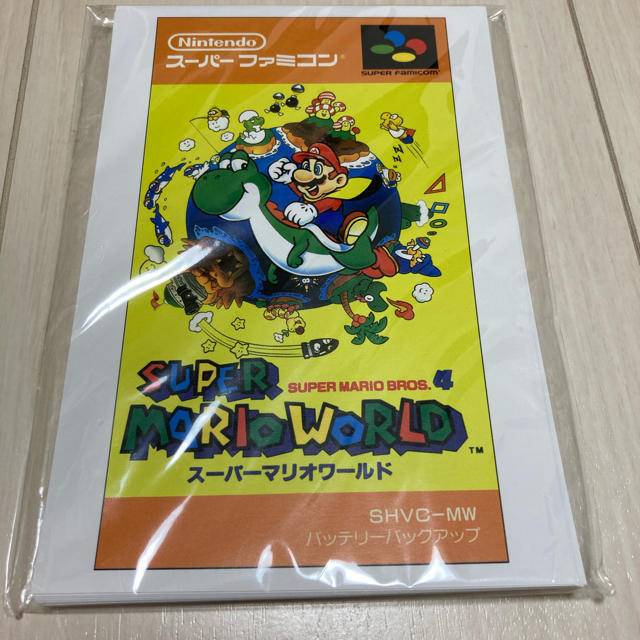 Nintendo
スーパーファミコン®
SUPER FAMICOM®
ZZZ
SUPER
SUPER MARIO BROS. 4
MARIO WORLD™
スーパーマリオワールド
SHVC-MW
バッテリーバックアップ